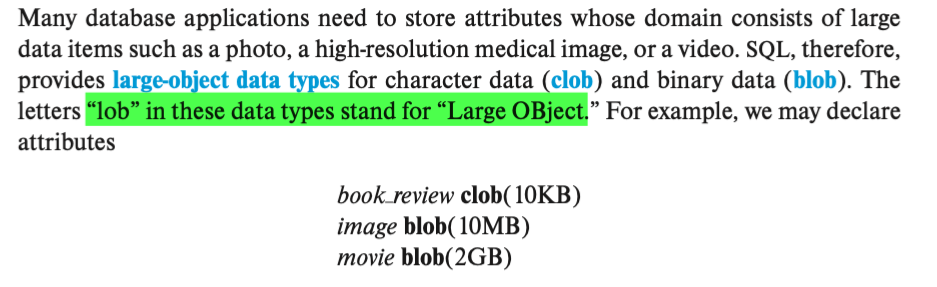 Many database applications need to store attributes whose domain consists of large
data items such as a photo, a high-resolution medical image, or a video. SQL, therefore,
provides large-object data types for character data (clob) and binary data (blob). The
letters “lob” in these data types stand for “Large OBject.” For example, we may declare
attributes
book_review clob(10KB)
image blob(10MB)
movie blob(2GB)